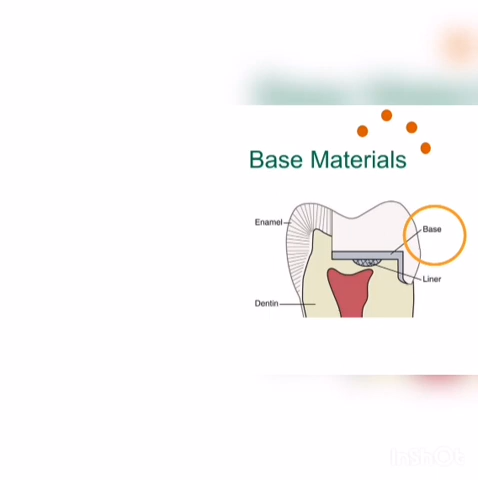 Base Materials
Enamel
Base
Liner
Dentin